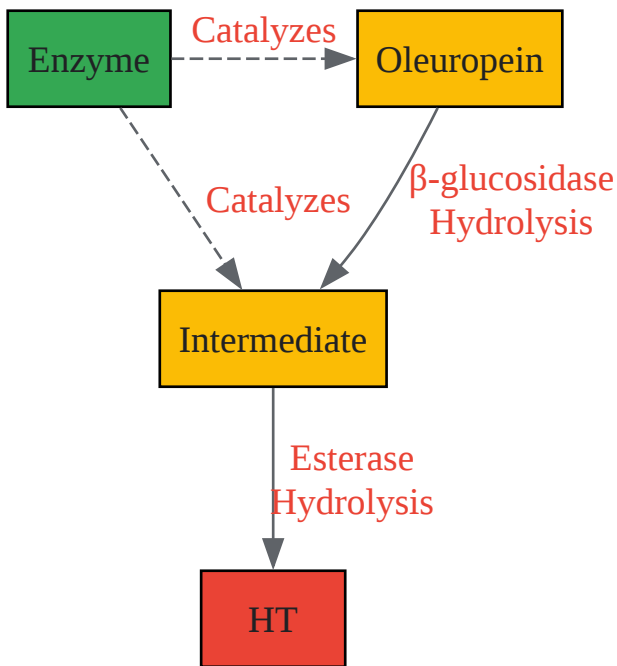 Catalyzes
Enzyme
Oleuropein
Catalyzes
β-glucosidase
Hydrolysis
Intermediate
Esterase
Hydrolysis
HT